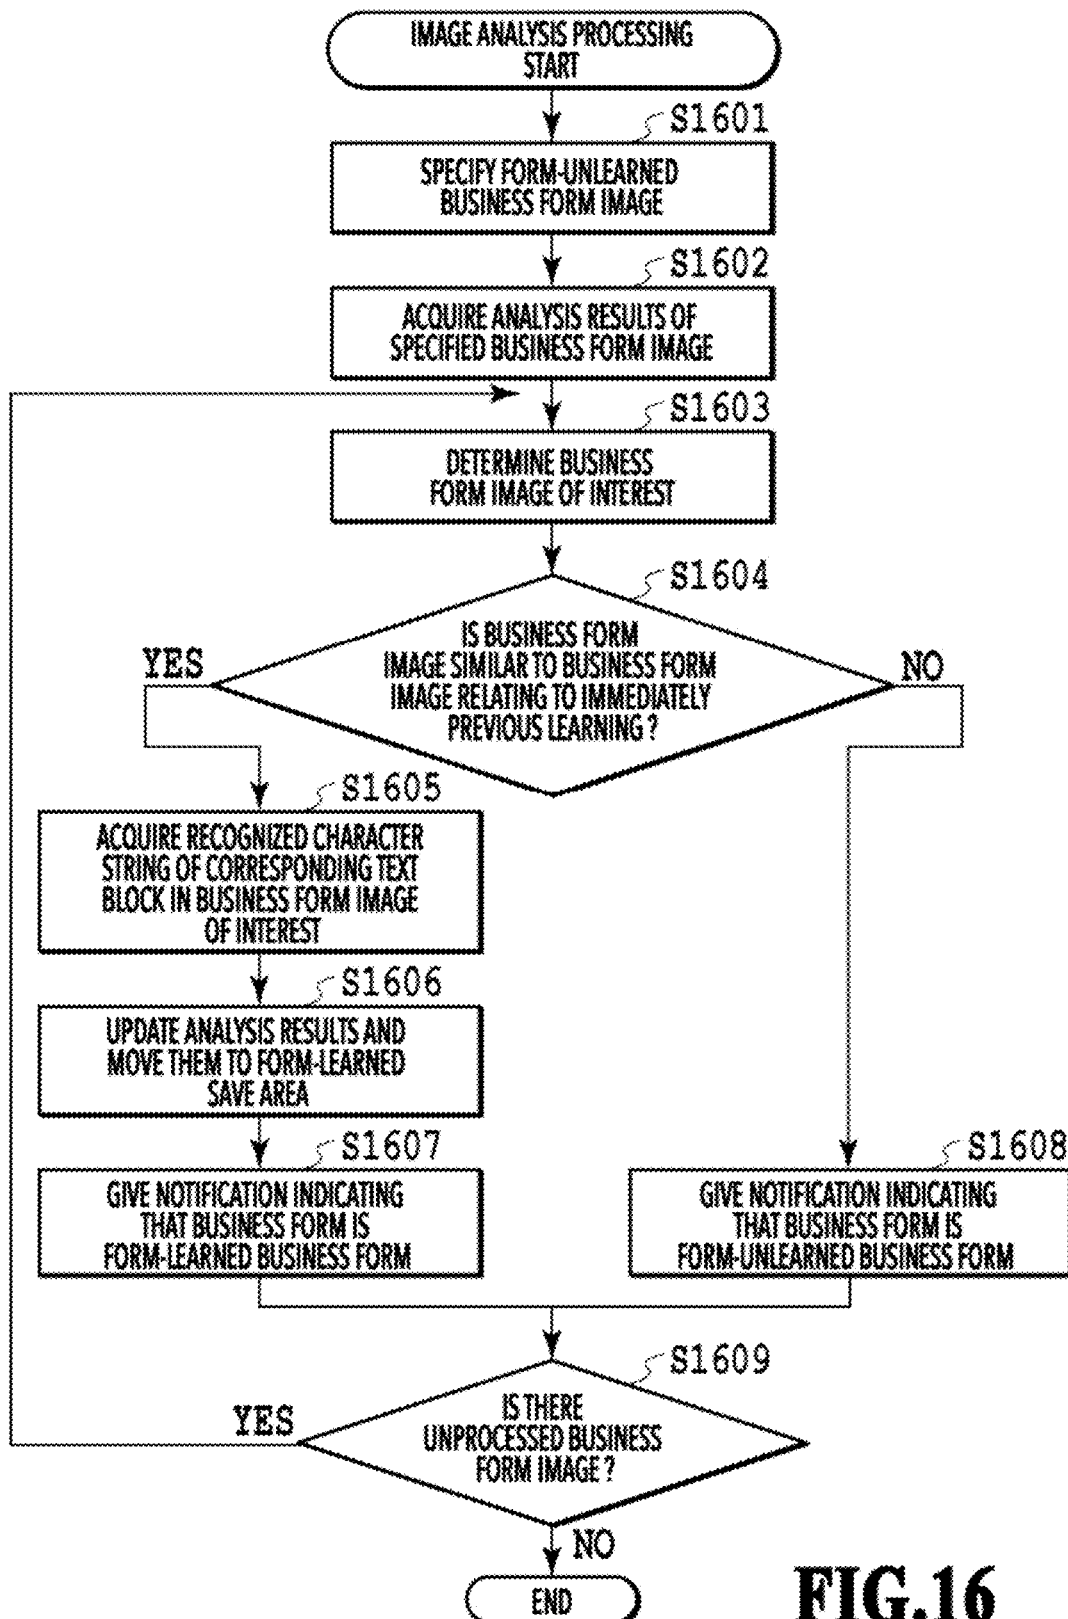 IMAGE ANALYSIS PROCESSING
START
S1601
SPECIFY FORM-UNLEARNED
BUSINESS FORM IMAGE
S1602
ACQUIRE ANALYSIS RESULTS OF
SPECIFIED BUSINESS FORM IMAGE
S1603
DETERMINE BUSINESS
FORM IMAGE OF INTEREST
S1604
IS BUSINESS FORM
IMAGE SIMILAR TO BUSINESS FORM
IMAGE RELATING TO IMMEDIATELY
PREVIOUS LEARNING ?
YES
NO
S1605
ACQUIRE RECOGNIZED CHARACTER
STRING OF CORRESPONDING TEXT
BLOCK IN BUSINESS FORM IMAGE
OF INTEREST
S1606
UPDATE ANALYSIS RESULTS AND
MOVE THEM TO FORM-LEARNED
SAVE AREA
S1607
GIVE NOTIFICATION INDICATING
THAT BUSINESS FORM IS
FORM-LEARNED BUSINESS FORM
S1608
GIVE NOTIFICATION INDICATING
THAT BUSINESS FORM IS
FORM-UNLEARNED BUSINESS FORM
S1609
IS THERE
UNPROCESSED BUSINESS
FORM IMAGE ?
YES
NO
END
FIG.16